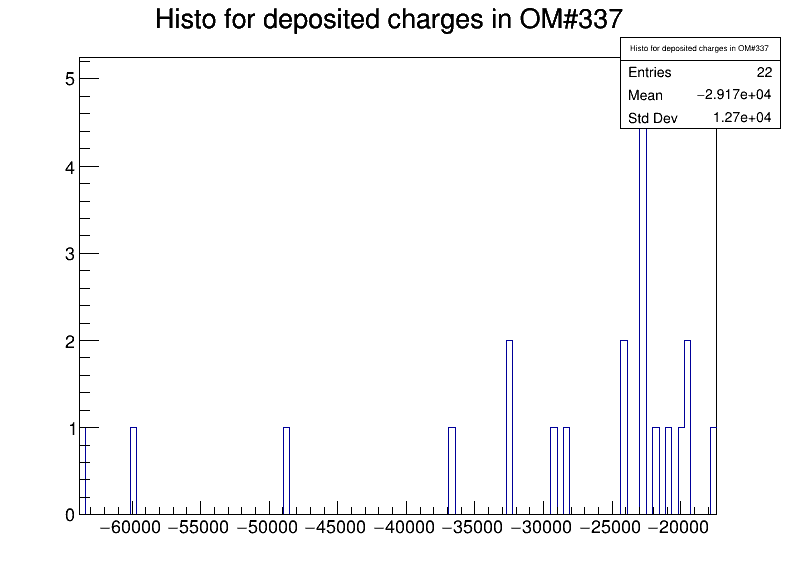 Histo for deposited charges in OM#337
Histo for deposited charges in OM#337
Entries 22
Mean −2.917e+04
Std Dev 1.27e+04
5
4
3
2
1
0
−60000 −55000 −50000 −45000 −40000 −35000 −30000 −25000 −20000